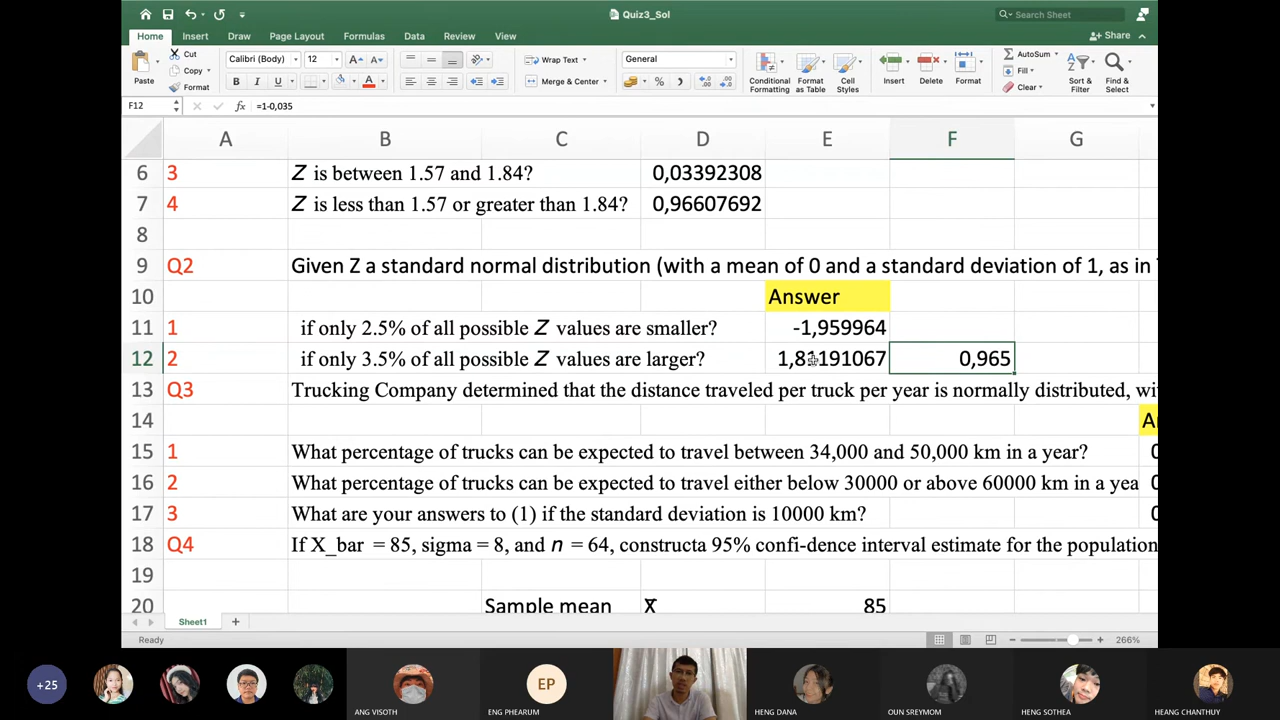 Quiz3_Sol
Search Sheet
Home Insert Draw Page Layout Formulas Data Review View
Share
Paste
Cut
Copy
Format
Calibri (Body) 12
B I U
Wrap Text
Merge & Center
General
Conditional Formatting
Format as Table
Cell Styles
Insert
Delete
Format
AutoSum
Fill
Clear
Sort & Filter
Find & Select
F12 fx =1-0,035
A B C D E F G
6 3 Z is between 1.57 and 1.84? 0,03392308
7 4 Z is less than 1.57 or greater than 1.84? 0,96607692
8
9 Q2 Given Z a standard normal distribution (with a mean of 0 and a standard deviation of 1, as in
10 Answer
11 1 if only 2.5% of all possible Z values are smaller? -1,959964
12 2 if only 3.5% of all possible Z values are larger? 1,81191067 0,965
13 Q3 Trucking Company determined that the distance traveled per truck per year is normally distributed, wi
14 A
15 1 What percentage of trucks can be expected to travel between 34,000 and 50,000 km in a year? 0
16 2 What percentage of trucks can be expected to travel either below 30000 or above 60000 km in a yea 0
17 3 What are your answers to (1) if the standard deviation is 10000 km? 0
18 Q4 If X_bar = 85, sigma = 8, and n = 64, constructa 95% confi-dence interval estimate for the population
19
20 Sample mean X̅ 85
Sheet1 +
Ready
266%
+25
EP
ANG VISOTH
ENG PHEARUM
HENG DANA
OUN SREYMOM
HENG SOTHEA
HEANG CHANTHUY